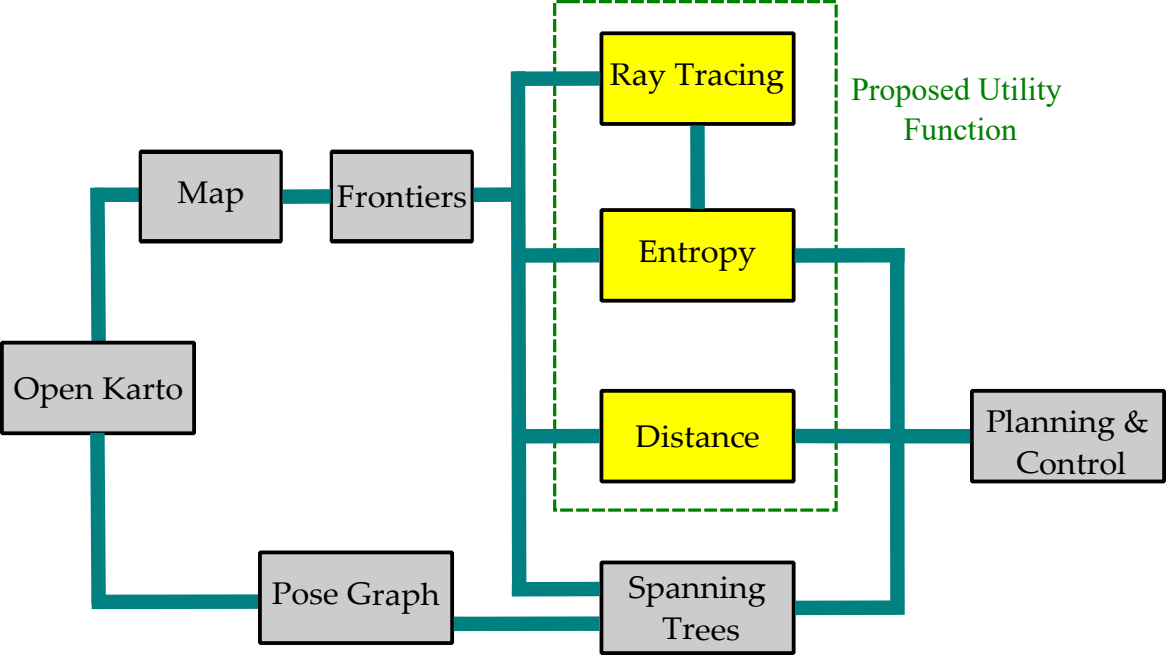 Ray Tracing
Proposed Utility
Function
Map
Frontiers
Entropy
Open Karto
Distance
Planning &
Control
Pose Graph
Spanning
Trees